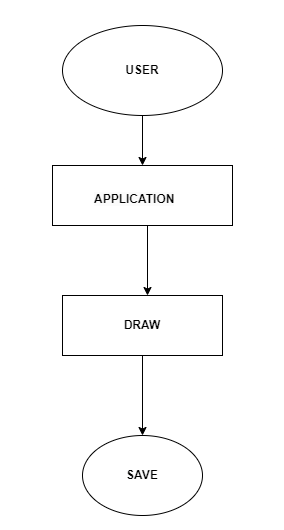 USER
APPLICATION
DRAW
SAVE